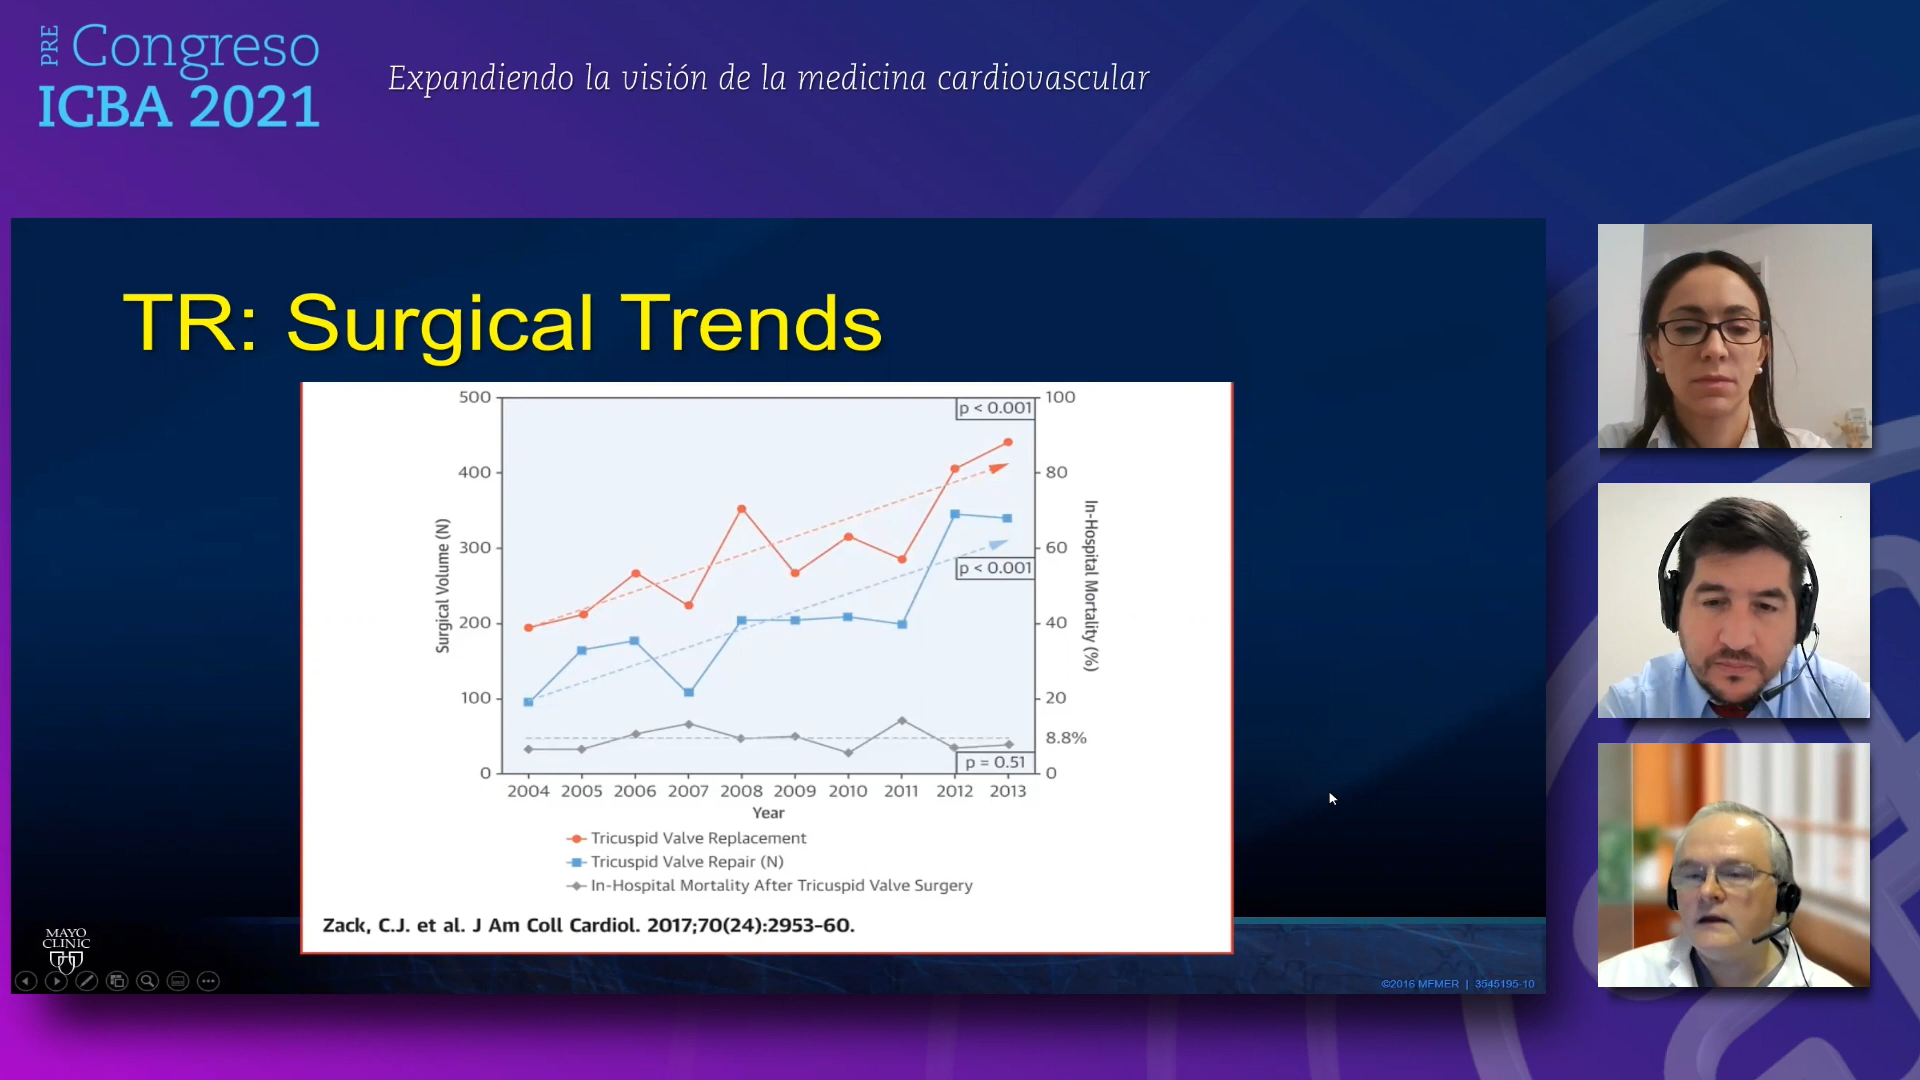 PRE
Congreso
ICBA 2021
Expandiendo la visión de la medicina cardiovascular
TR: Surgical Trends
500
400
300
200
100
0
Surgical Volume (N)
100
80
60
40
20
8.8%
0
In-Hospital Mortality (%)
p < 0.001
p < 0.001
p = 0.51
2004 2005 2006 2007 2008 2009 2010 2011 2012 2013
Year
Tricuspid Valve Replacement
Tricuspid Valve Repair (N)
In-Hospital Mortality After Tricuspid Valve Surgery
Zack, C.J. et al. J Am Coll Cardiol. 2017;70(24):2953–60.
MAYO
CLINIC
©2016 MFMER | 3545195-10